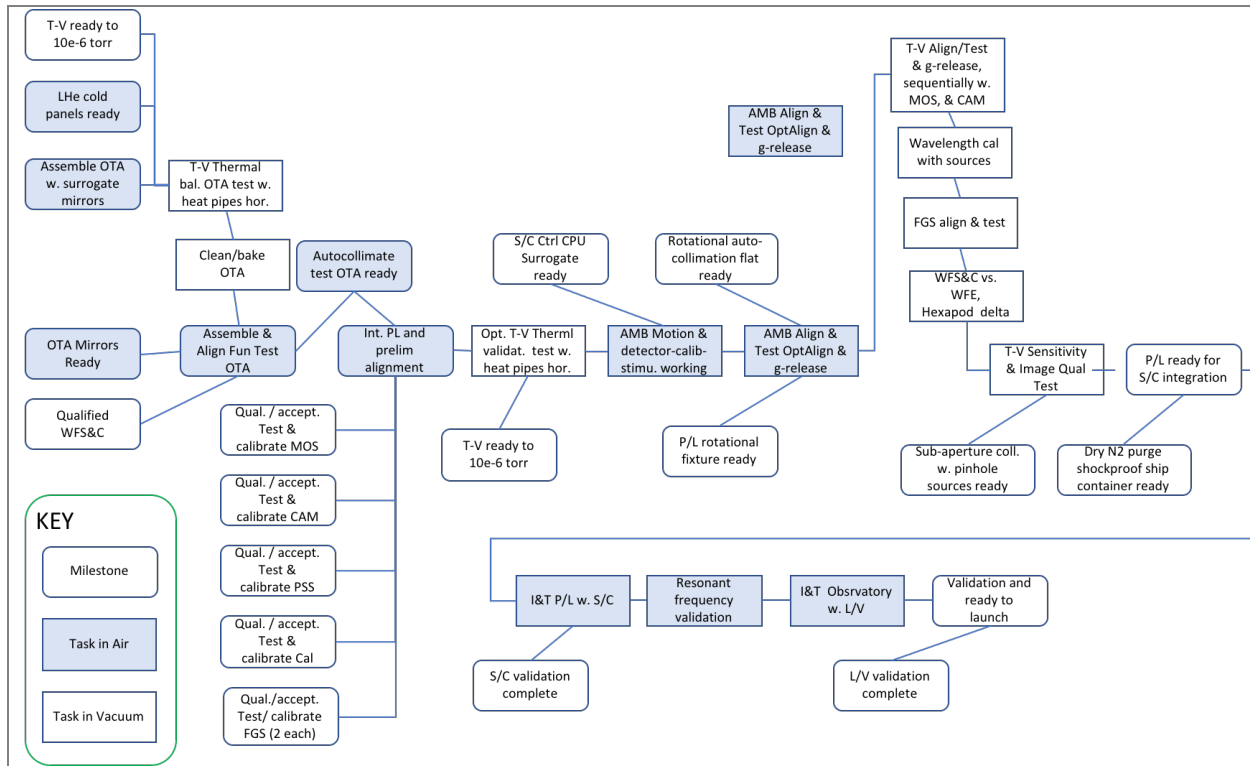 T-V ready to
10e-6 torr
LHe cold
panels ready
Assemble OTA
w. surrogate
mirrors
T-V Thermal
bal. OTA test w.
heat pipes hor.
Clean/bake
OTA
Autocollimate
test OTA ready
OTA Mirrors
Ready
Assemble &
Align Fun Test
OTA
Qualified
WFS&C
Int. PL and
prelim
alignment
Qual. / accept.
Test &
calibrate MOS
Qual. / accept.
Test &
calibrate CAM
Qual. / accept.
Test &
calibrate PSS
Qual. / accept.
Test &
calibrate Cal
Qual./accept.
Test/ calibrate
FGS (2 each)
Opt. T-V Therml
validat. test w.
heat pipes hor.
T-V ready to
10e-6 torr
S/C Ctrl CPU
Surrogate
ready
AMB Motion &
detector-calib-
stimu. working
Rotational auto-
collimation flat
ready
AMB Align &
Test OptAlign &
g-release
AMB Align &
Test OptAlign &
g-release
P/L rotational
fixture ready
T-V Align/Test
& g-release,
sequentially w.
MOS, & CAM
Wavelength cal
with sources
FGS align & test
WFS&C vs.
WFE,
Hexapod delta
T-V Sensitivity
& Image Qual
Test
P/L ready for
S/C integration
Sub-aperture coll.
w. pinhole
sources ready
Dry N2 purge
shockproof ship
container ready
I&T P/L w. S/C
Resonant
frequency
validation
I&T Obsrvatory
w. L/V
Validation and
ready to
launch
S/C validation
complete
L/V validation
complete
KEY
Milestone
Task in Air
Task in Vacuum